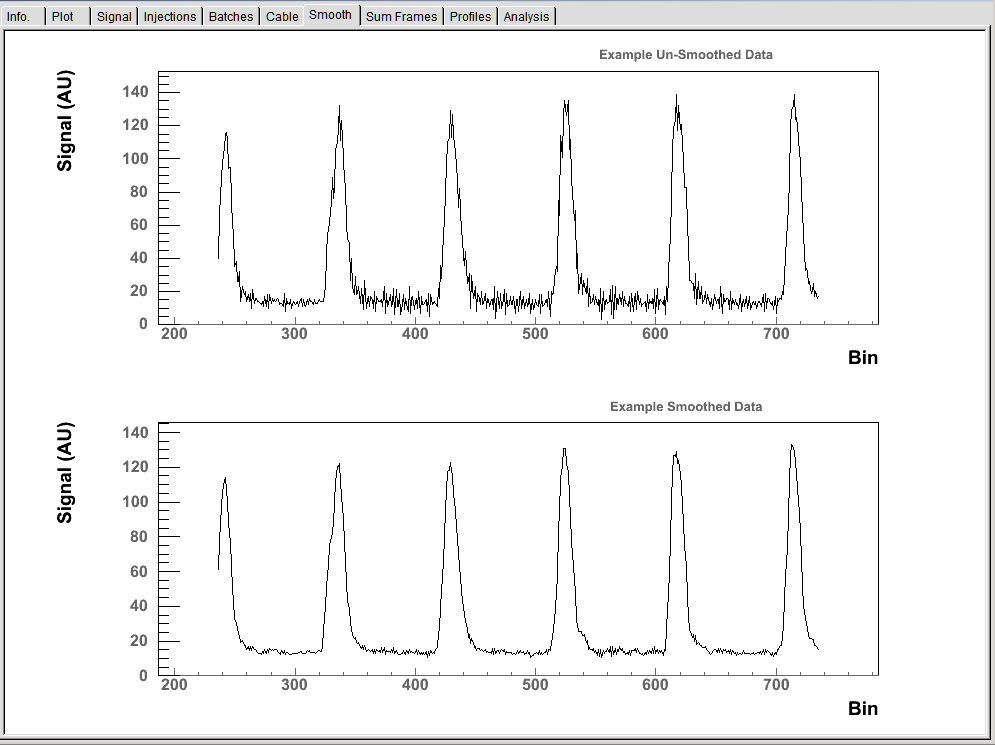 Info. Plot Signal Injections Batches Cable Smooth Sum Frames Profiles Analysis
Example Un-Smoothed Data
Signal (AU)
140
120
100
80
60
40
20
0
200 300 400 500 600 700
Bin
Example Smoothed Data
Signal (AU)
140
120
100
80
60
40
20
0
200 300 400 500 600 700
Bin